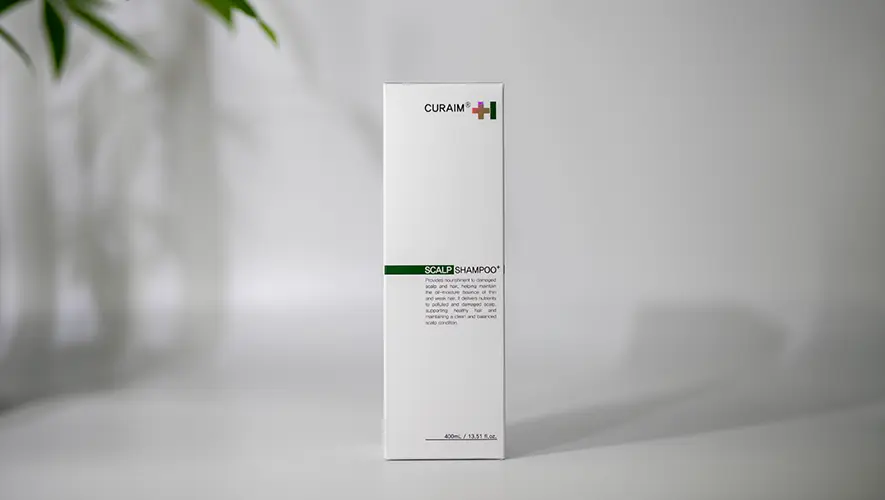 CURAIM®
SCALP SHAMPOO+
Provides nourishment to damaged
scalp and hair, helping maintain
the oil-moisture balance of thin
and weak hair. It delivers nutrients
to polluted and damaged scalp,
supporting healthy hair and
maintaining a clean and balanced
scalp condition.
400mL / 13.51 fl.oz.